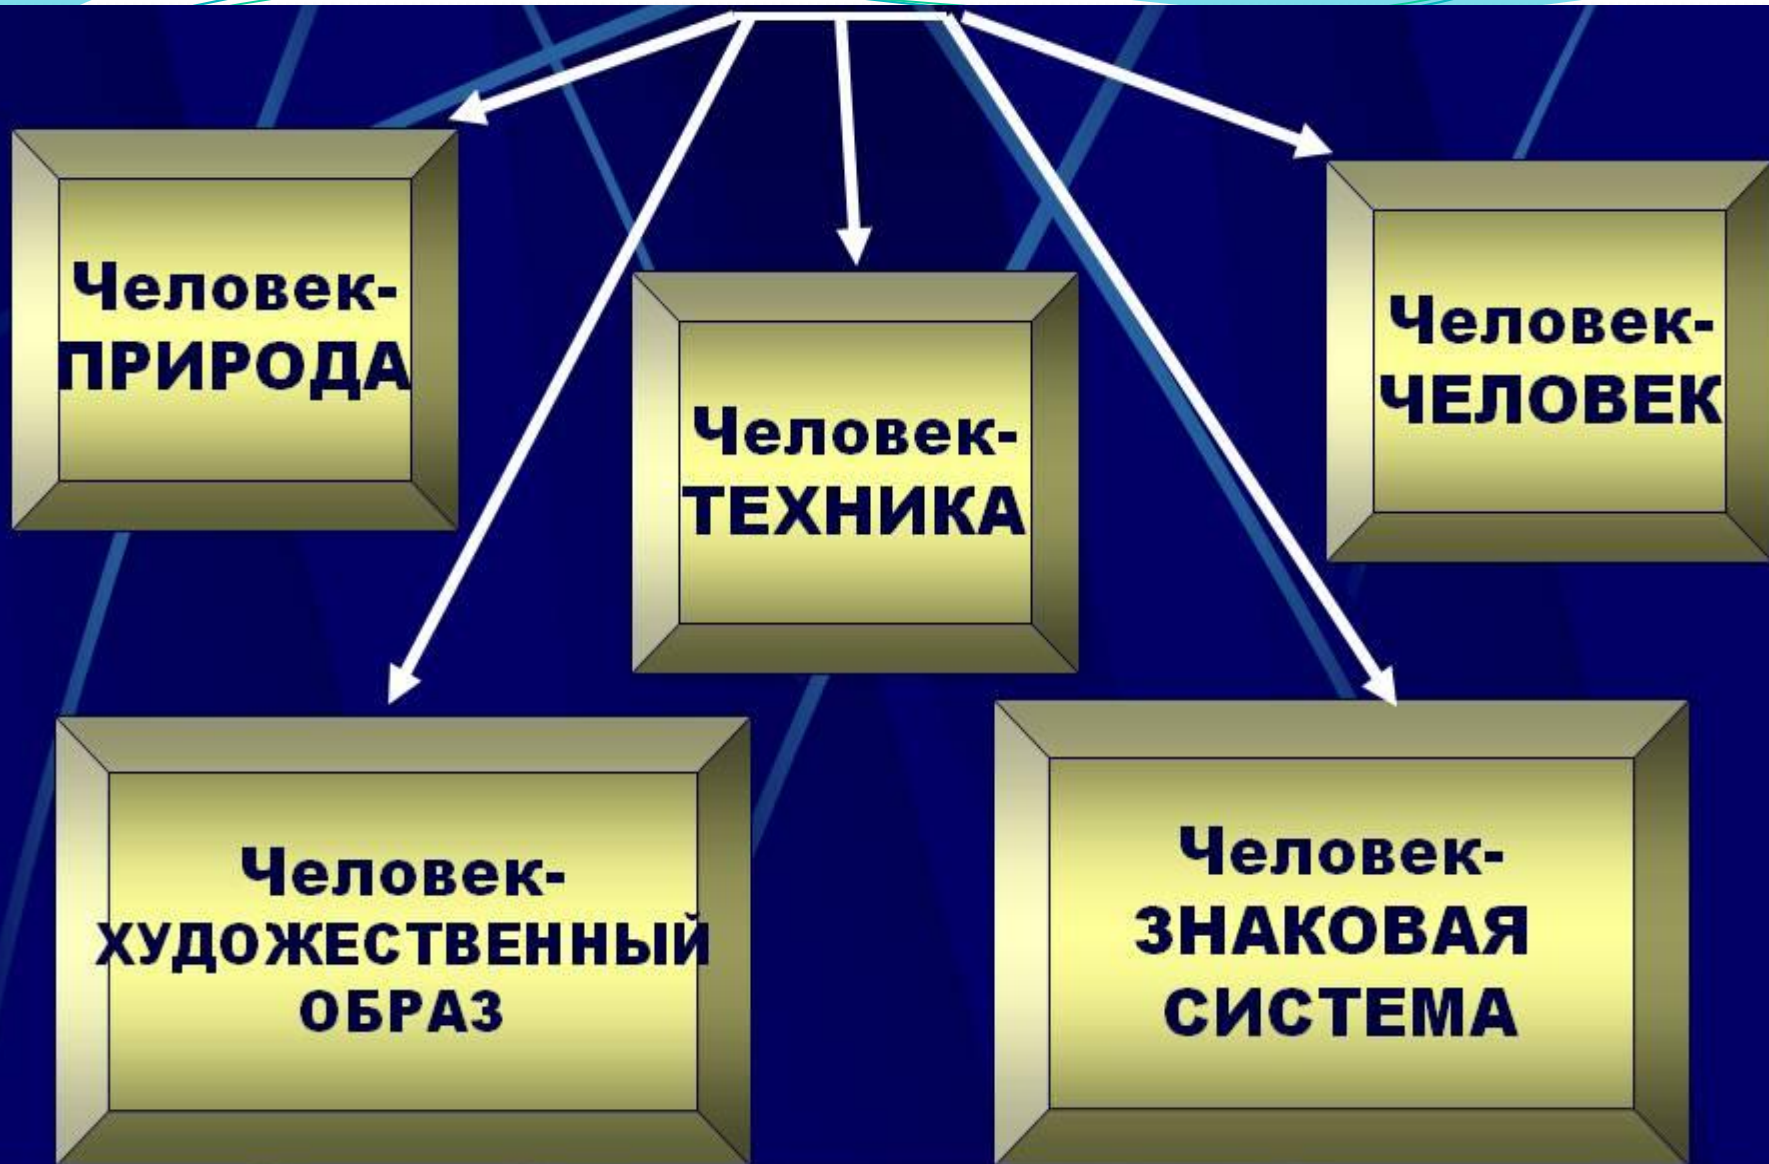 Человек-
ПРИРОДА
Человек-
ТЕХНИКА
Человек-
ЧЕЛОВЕК
Человек-
ХУДОЖЕСТВЕННЫЙ
ОБРАЗ
Человек-
ЗНАКОВАЯ
СИСТЕМА